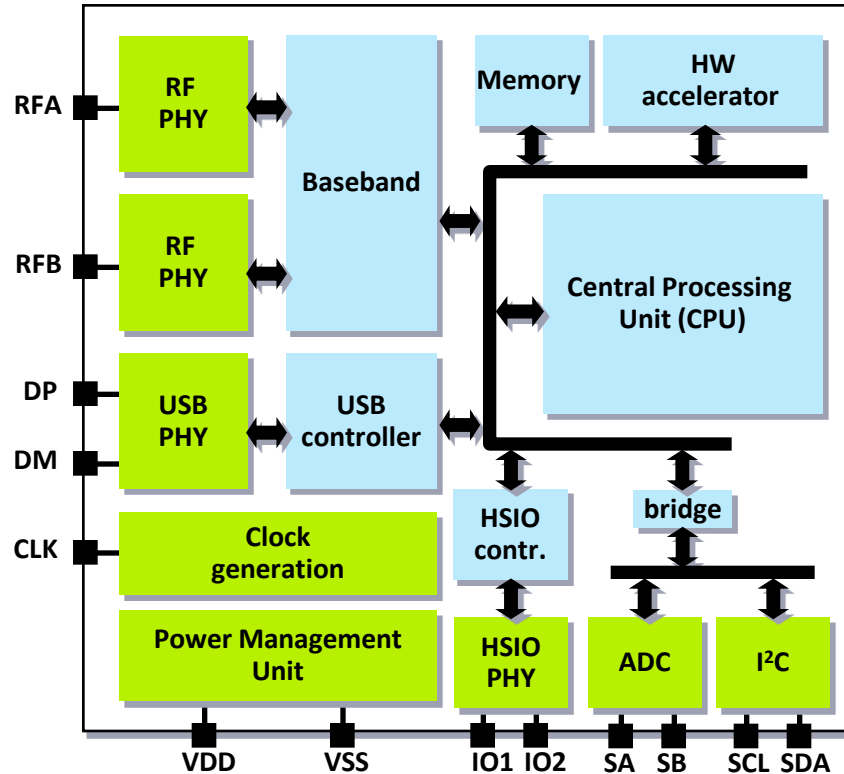 RFA
RF
PHY
Baseband
Memory
HW
accelerator
RFB
RF
PHY
Central Processing
Unit (CPU)
DP
DM
USB
PHY
USB
controller
HSIO
contr.
bridge
CLK
Clock
generation
Power Management
Unit
HSIO
PHY
ADC
I²C
VDD
VSS
IO1
IO2
SA
SB
SCL
SDA